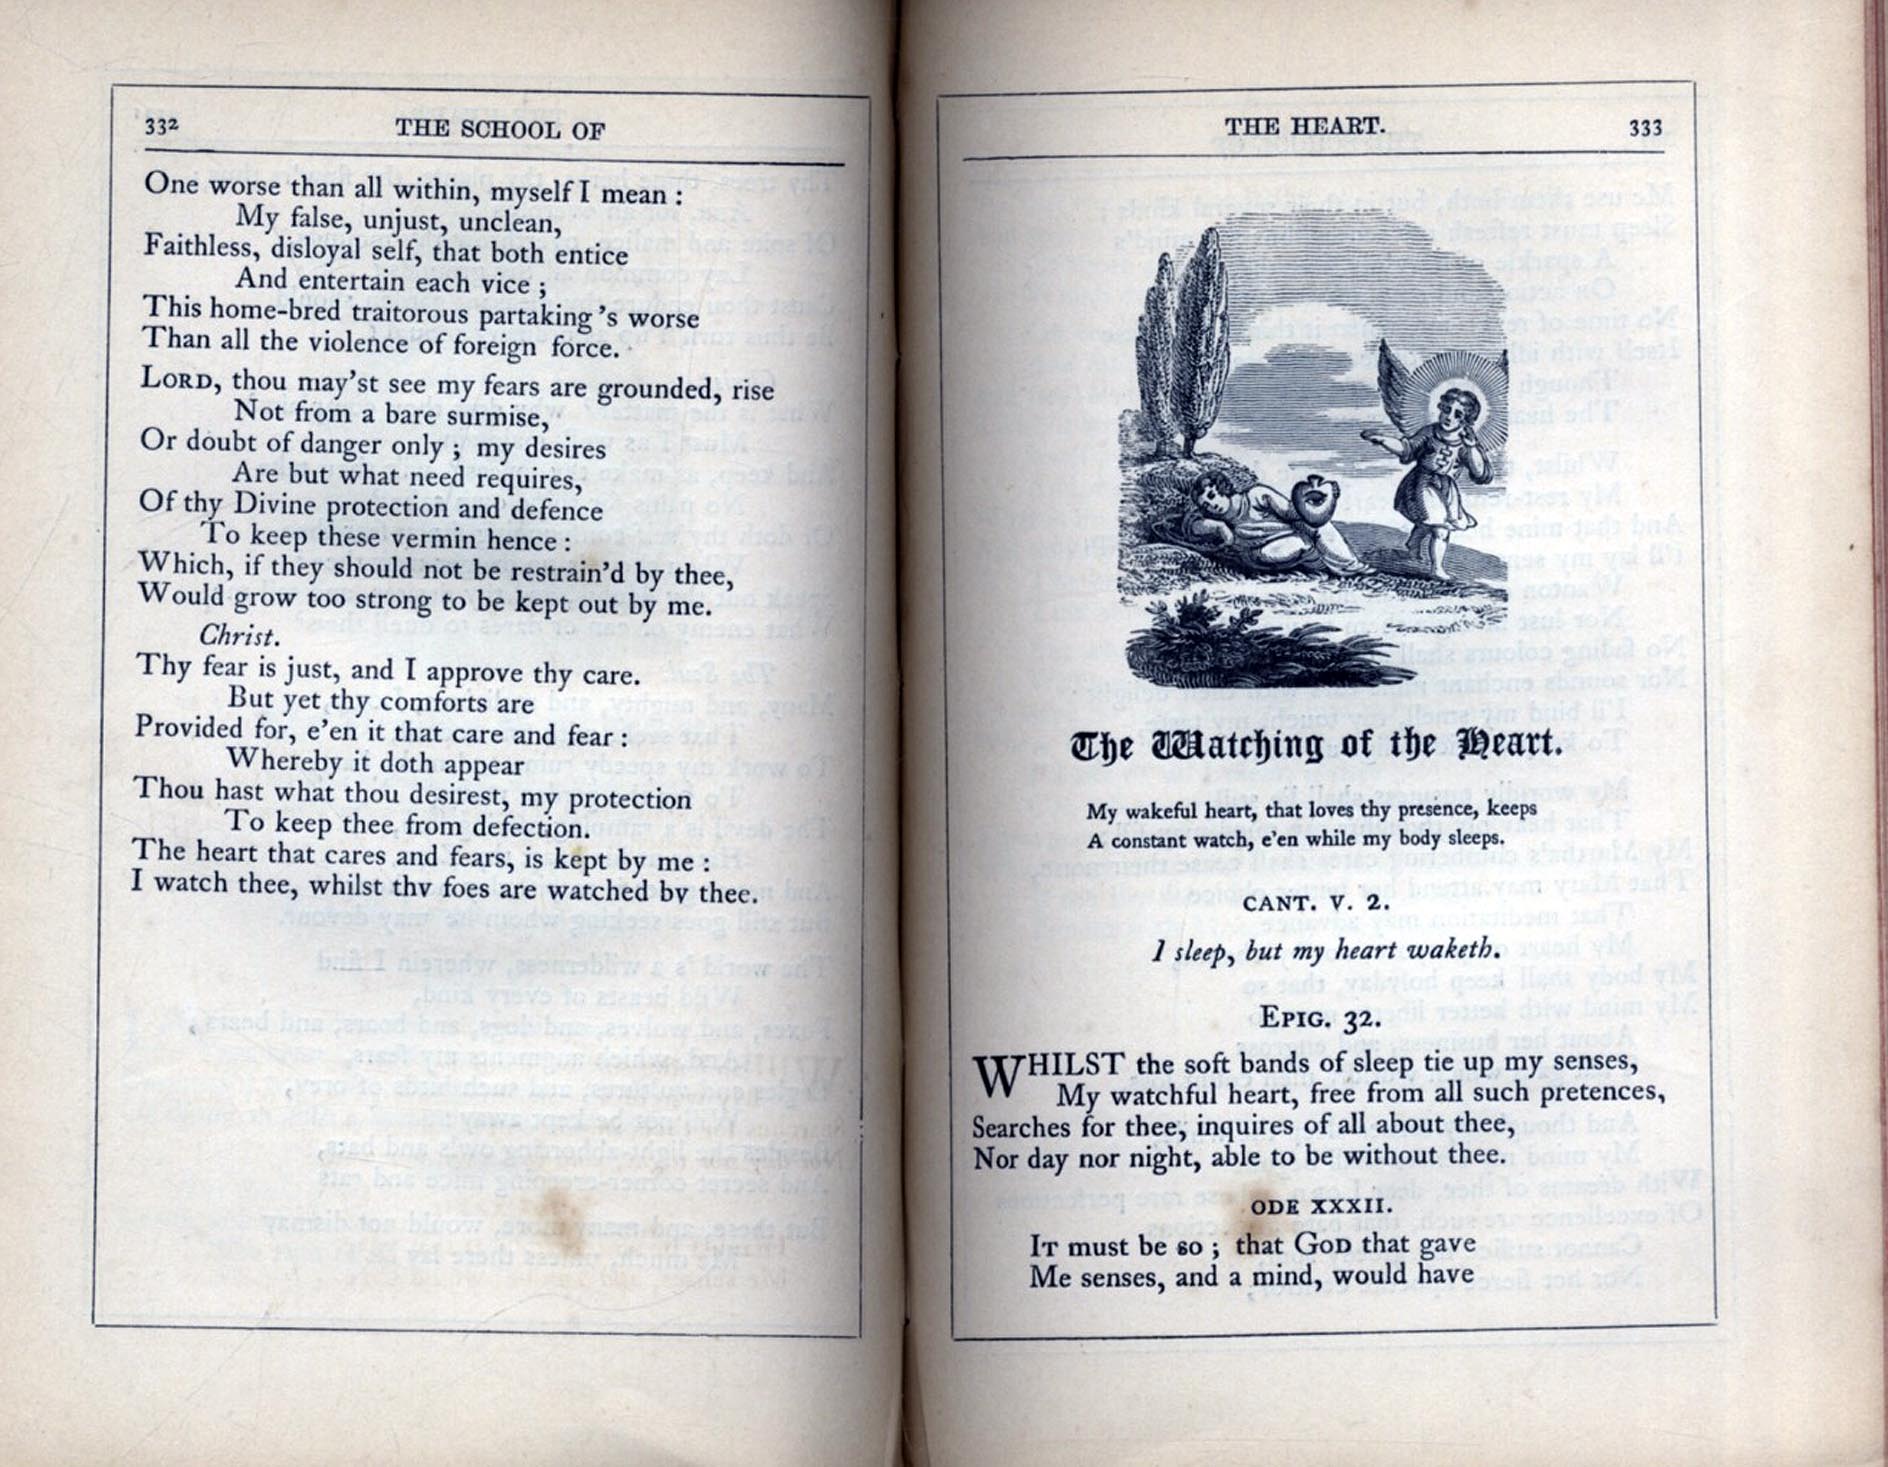 332
THE SCHOOL OF
One worse than all within, myself I mean :
My false, unjust, unclean,
Faithless, disloyal self, that both entice
And entertain each vice ;
This home-bred traitorous partaking 's worse
Than all the violence of foreign force.
LORD, thou may'st see my fears are grounded, rise
Not from a bare surmise,
Or doubt of danger only ; my desires
Are but what need requires,
Of thy Divine protection and defence
To keep these vermin hence :
Which, if they should not be restrain'd by thee,
Would grow too strong to be kept out by me.
Christ.
Thy fear is just, and I approve thy care.
But yet thy comforts are
Provided for, e'en it that care and fear :
Whereby it doth appear
Thou hast what thou desirest, my protection
To keep thee from defection.
The heart that cares and fears, is kept by me :
I watch thee, whilst thy foes are watched by thee.
THE HEART.
333
The Watching of the Heart.
My wakeful heart, that loves thy presence, keeps
A constant watch, e'en while my body sleeps.
CANT. V. 2.
I sleep, but my heart waketh.
EPIG. 32.
WHILST the soft bands of sleep tie up my senses,
My watchful heart, free from all such pretences,
Searches for thee, inquires of all about thee,
Nor day nor night, able to be without thee.
ODE XXXII.
IT must be so ; that GOD that gave
Me senses, and a mind, would have